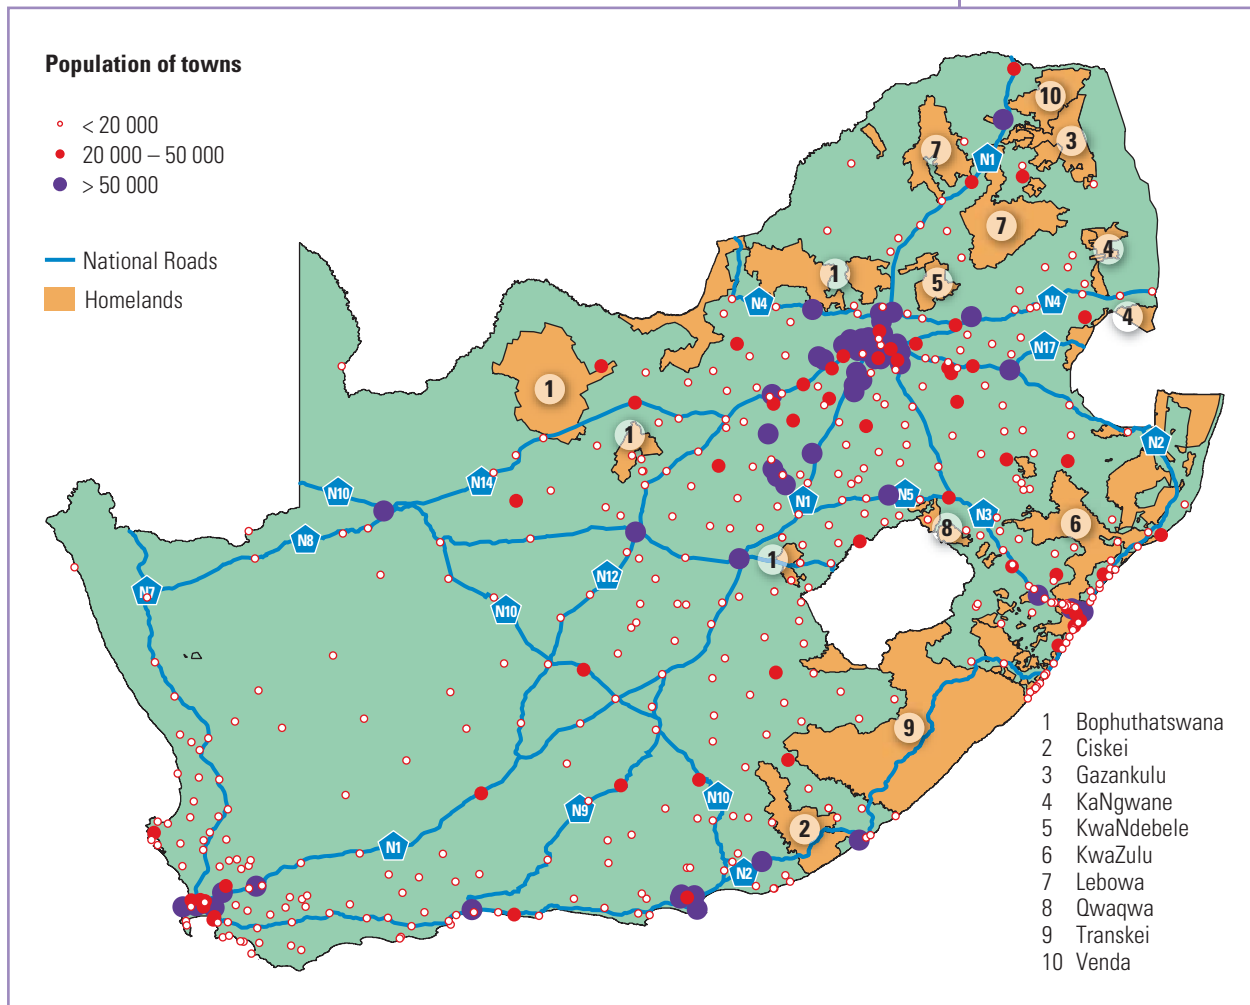 Population of towns
< 20 000
20 000 – 50 000
> 50 000
National Roads
Homelands
10
3
7
N1
7
4
1
5
N4
N4
4
N17
1
1
N2
N14
N10
N1
N5
N3
N8
8
6
1
N12
N7
N10
9
N9
N10
2
N1
N2
1 Bophuthatswana
2 Ciskei
3 Gazankulu
4 KaNgwane
5 KwaNdebele
6 KwaZulu
7 Lebowa
8 Qwaqwa
9 Transkei
10 Venda